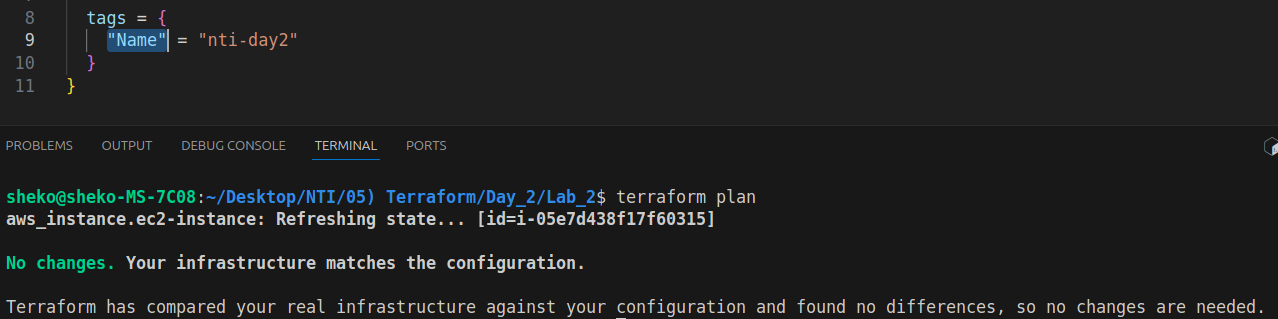 8 tags = {
9 "Name" = "nti-day2"
10 }
11 }
PROBLEMS OUTPUT DEBUG CONSOLE TERMINAL PORTS
sheko@sheko-MS-7C08:~/Desktop/NTI/05) Terraform/Day_2/Lab_2$ terraform plan
aws_instance.ec2-instance: Refreshing state... [id=i-05e7d438f17f60315]
No changes. Your infrastructure matches the configuration.
Terraform has compared your real infrastructure against your configuration and found no differences, so no changes are needed.